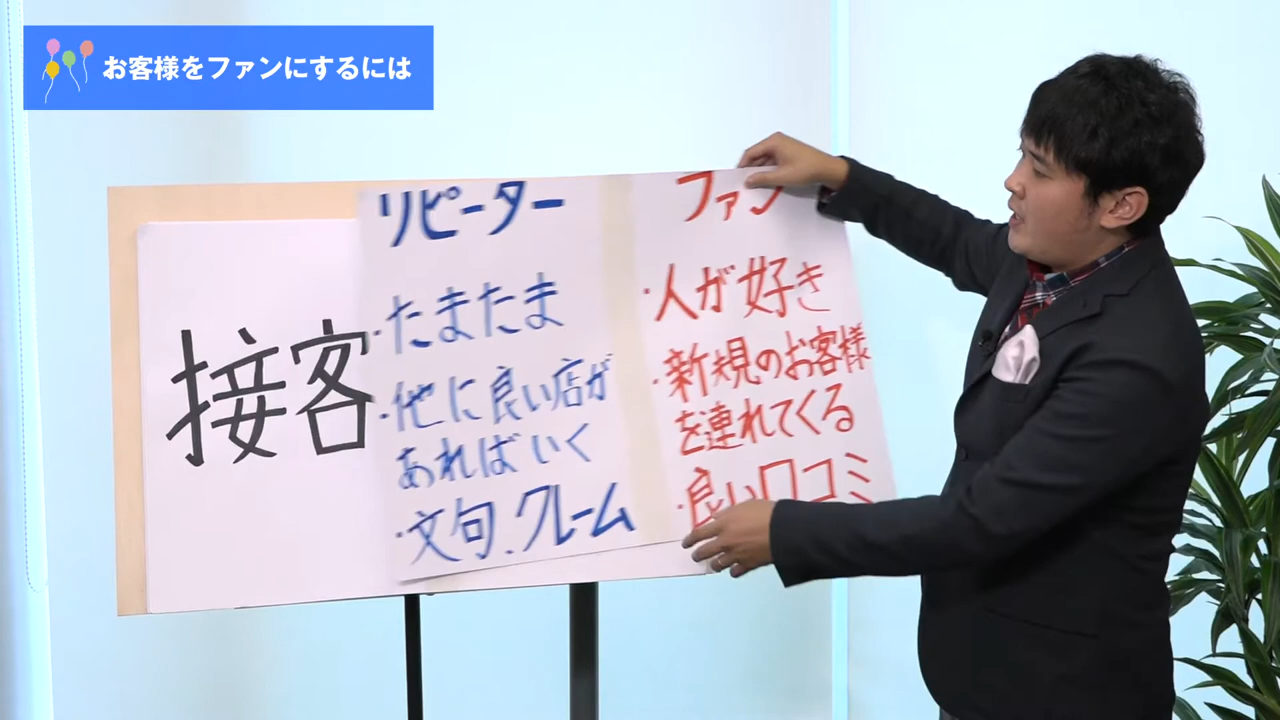 お客様をファンにするには
接客
リピーター
・たまたま
・他に良い店が
あればいく
・文句.クレーム
ファン
・人が好き
・新規のお客様
を連れてくる
・良い口コミ